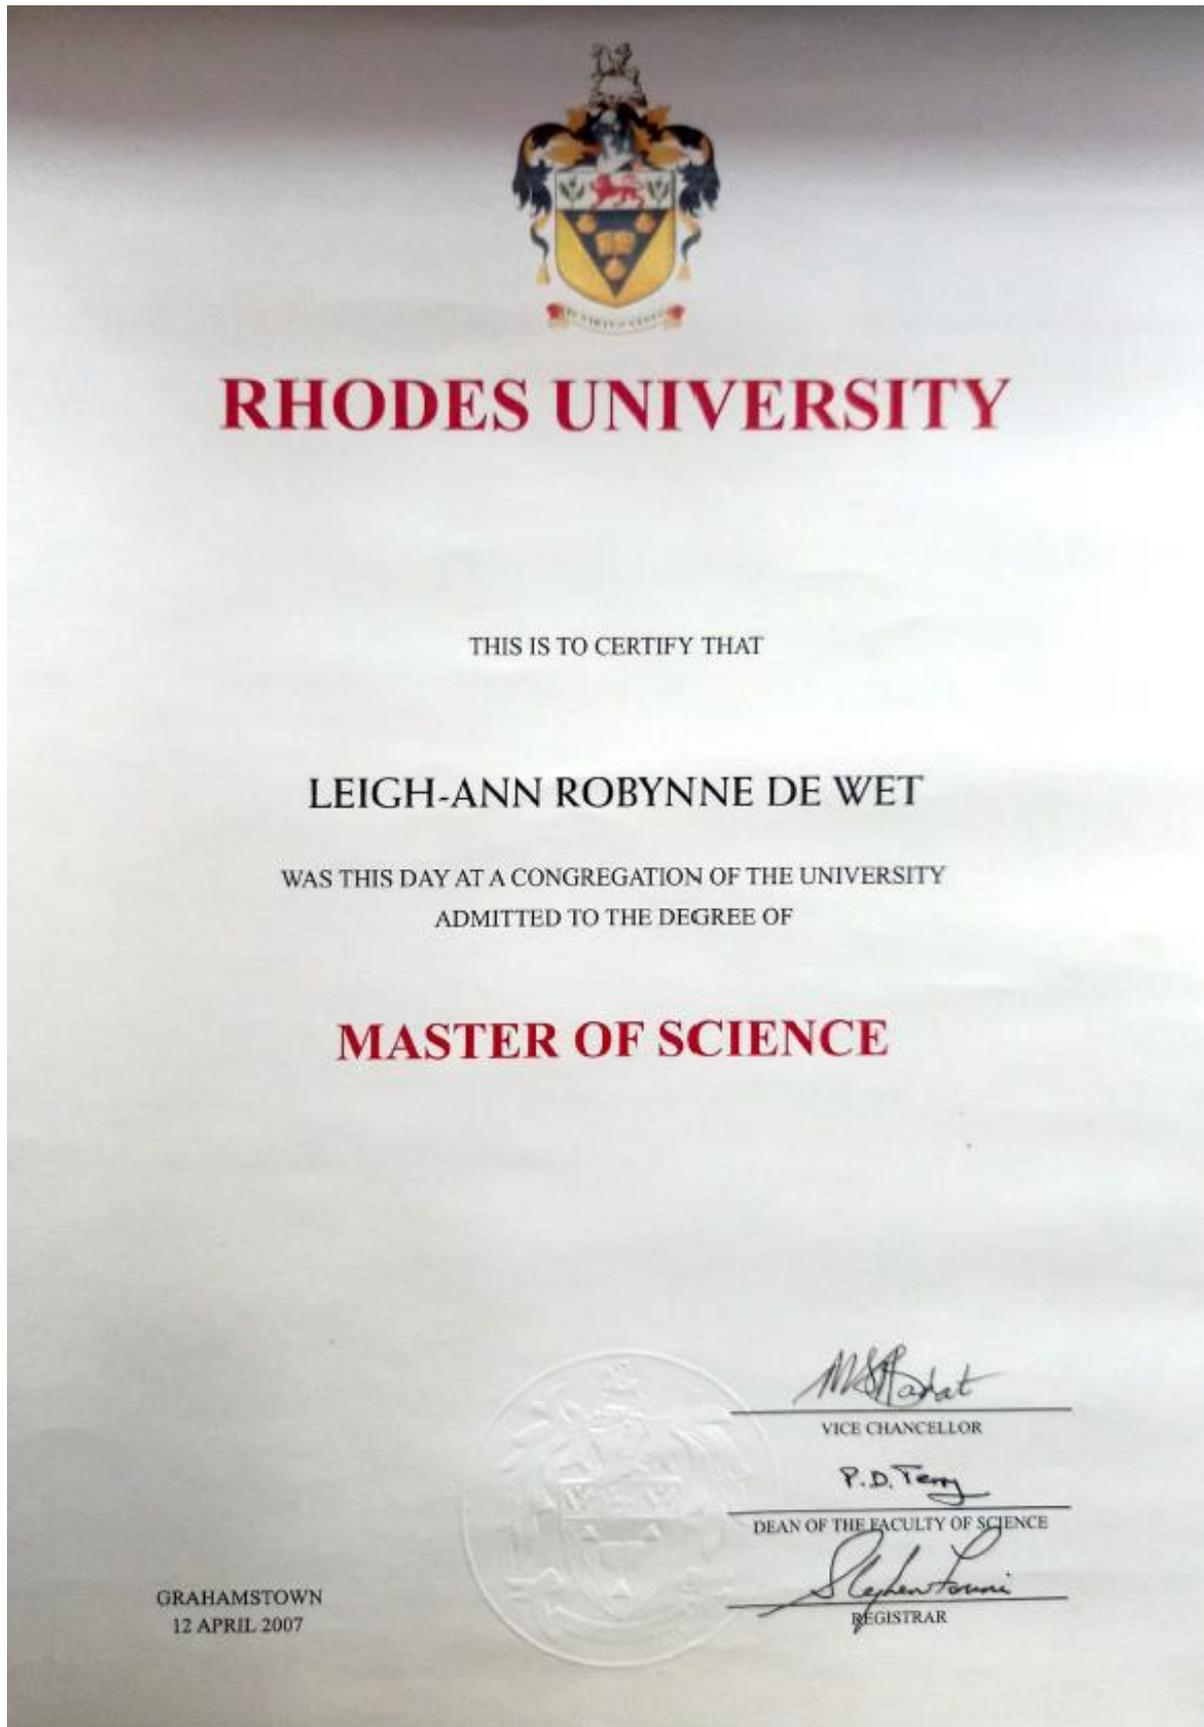 RHODES UNIVERSITY
THIS IS TO CERTIFY THAT
LEIGH-ANN ROBYNNE DE WET
WAS THIS DAY AT A CONGREGATION OF THE UNIVERSITY
ADMITTED TO THE DEGREE OF
MASTER OF SCIENCE
VICE CHANCELLOR
P.D. Terry
DEAN OF THE FACULTY OF SCIENCE
REGISTRAR
GRAHAMSTOWN
12 APRIL 2007